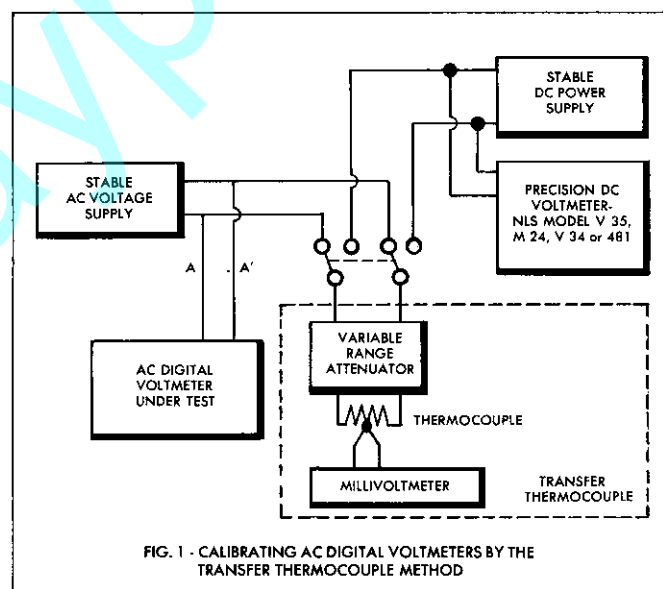 STABLE
DC POWER
SUPPLY
STABLE
AC VOLTAGE
SUPPLY
PRECISION DC
VOLTMETER-
NLS MODEL V 35,
M 24, V 34 or 481
A A'
AC DIGITAL
VOLTMETER
UNDER TEST
VARIABLE
RANGE
ATTENUATOR
THERMOCOUPLE
MILLIVOLTMETER
TRANSFER
THERMOCOUPLE
FIG. 1 - CALIBRATING AC DIGITAL VOLTMETERS BY THE
TRANSFER THERMOCOUPLE METHOD